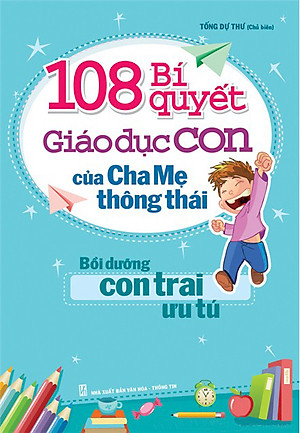 TỐNG DỰ THƯ (Chủ biên)
108 Bí quyết
Giáo dục con
của Cha Mẹ
thông thái
Bồi dưỡng
con trai
ưu tú
NHÀ XUẤT BẢN VĂN HÓA - THÔNG TIN